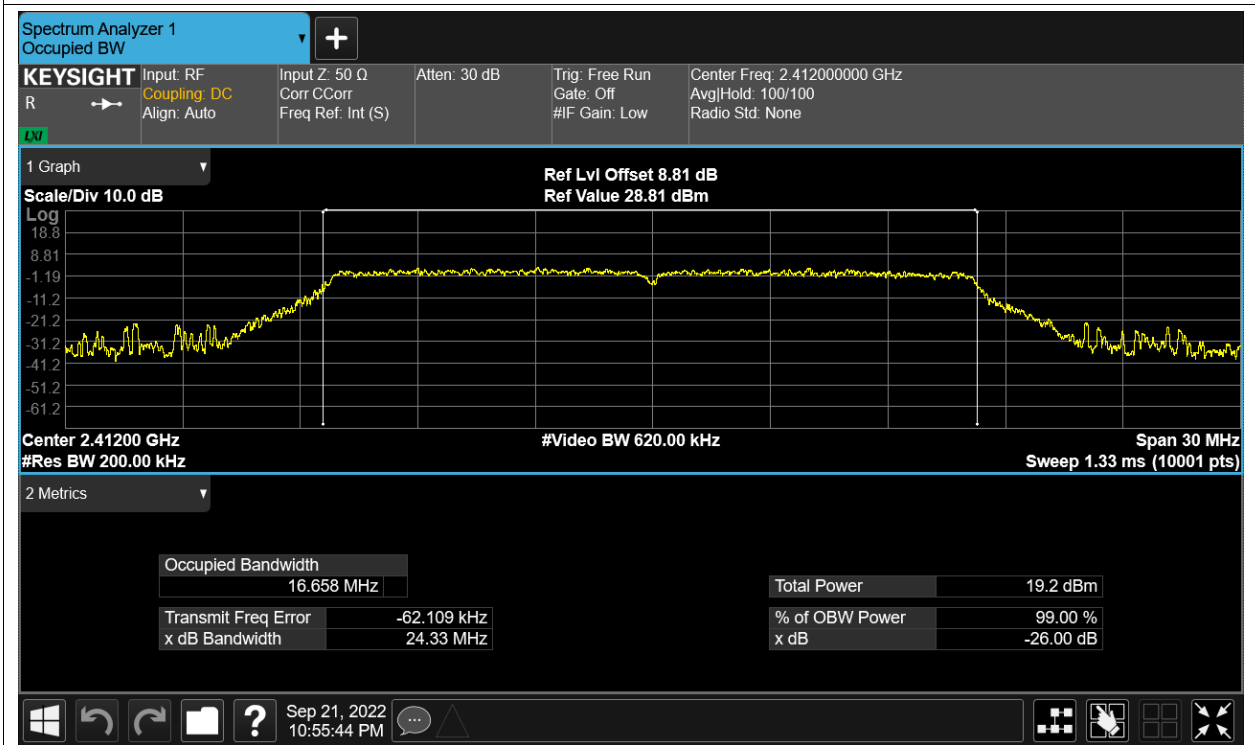 Spectrum Analyzer 1
Occupied BW
KEYSIGHT
R
LXI
Input: RF
Coupling: DC
Align: Auto
Input Z: 50 Ω
Corr CCorr
Freq Ref: Int (S)
Atten: 30 dB
Trig: Free Run
Gate: Off
#IF Gain: Low
Center Freq: 2.412000000 GHz
Avg|Hold: 100/100
Radio Std: None
1 Graph
Scale/Div 10.0 dB
Ref Lvl Offset 8.81 dB
Ref Value 28.81 dBm
Log
18.8
8.81
-1.19
-11.2
-21.2
-31.2
-41.2
-51.2
-61.2
Center 2.41200 GHz
#Video BW 620.00 kHz
Span 30 MHz
#Res BW 200.00 kHz
Sweep 1.33 ms (10001 pts)
2 Metrics
Occupied Bandwidth
16.658 MHz
Transmit Freq Error -62.109 kHz
x dB Bandwidth 24.33 MHz
Total Power 19.2 dBm
% of OBW Power 99.00 %
x dB -26.00 dB
?
Sep 21, 2022
10:55:44 PM